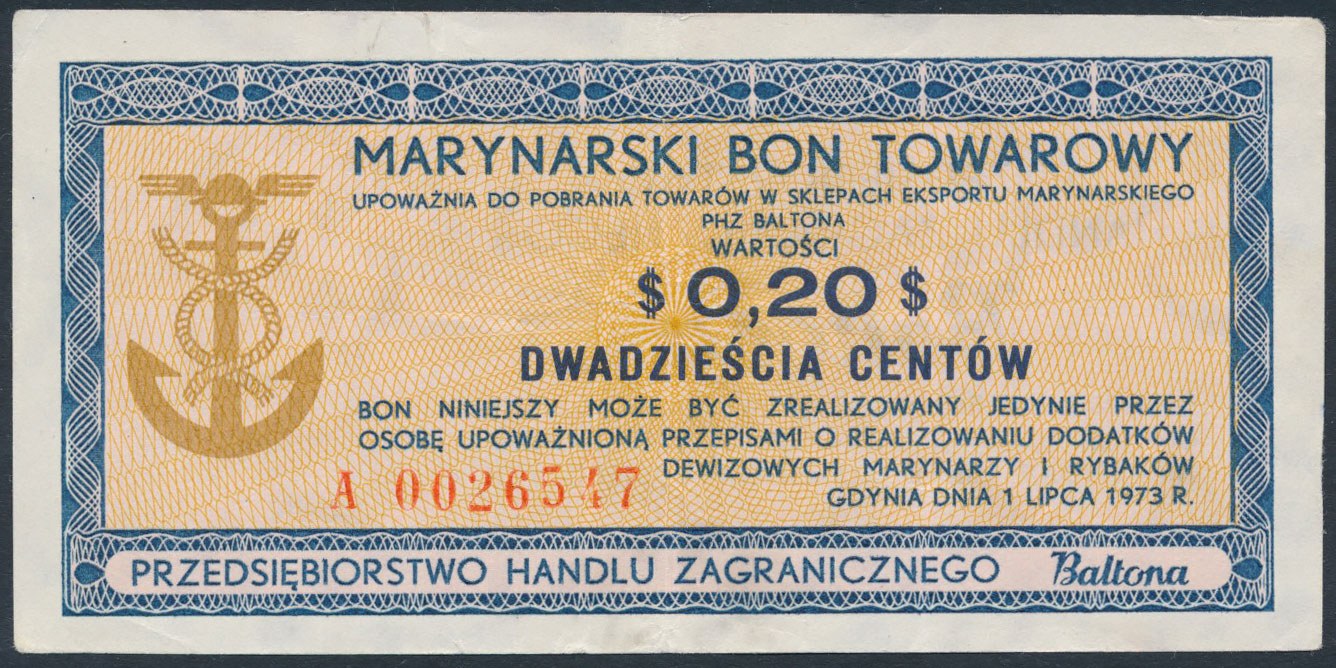 MARYNARSKI BON TOWAROWY
UPOWAŻNIA DO POBRANIA TOWARÓW W SKLEPACH EKSPORTU MARYNARSKIEGO
PHZ BALTONA
WARTOŚCI
$ 0,20 $
DWADZIEŚCIA CENTÓW
BON NINIEJSZY MOŻE BYĆ ZREALIZOWANY JEDYNIE PRZEZ
OSOBĘ UPOWAŻNIONĄ PRZEPISAMI O REALIZOWANIU DODATKÓW
DEWIZOWYCH MARYNARZY I RYBAKÓW
A 0026547
GDYNIA DNIA 1 LIPCA 1973 R.
PRZEDSIĘBIORSTWO HANDLU ZAGRANICZNEGO Baltona